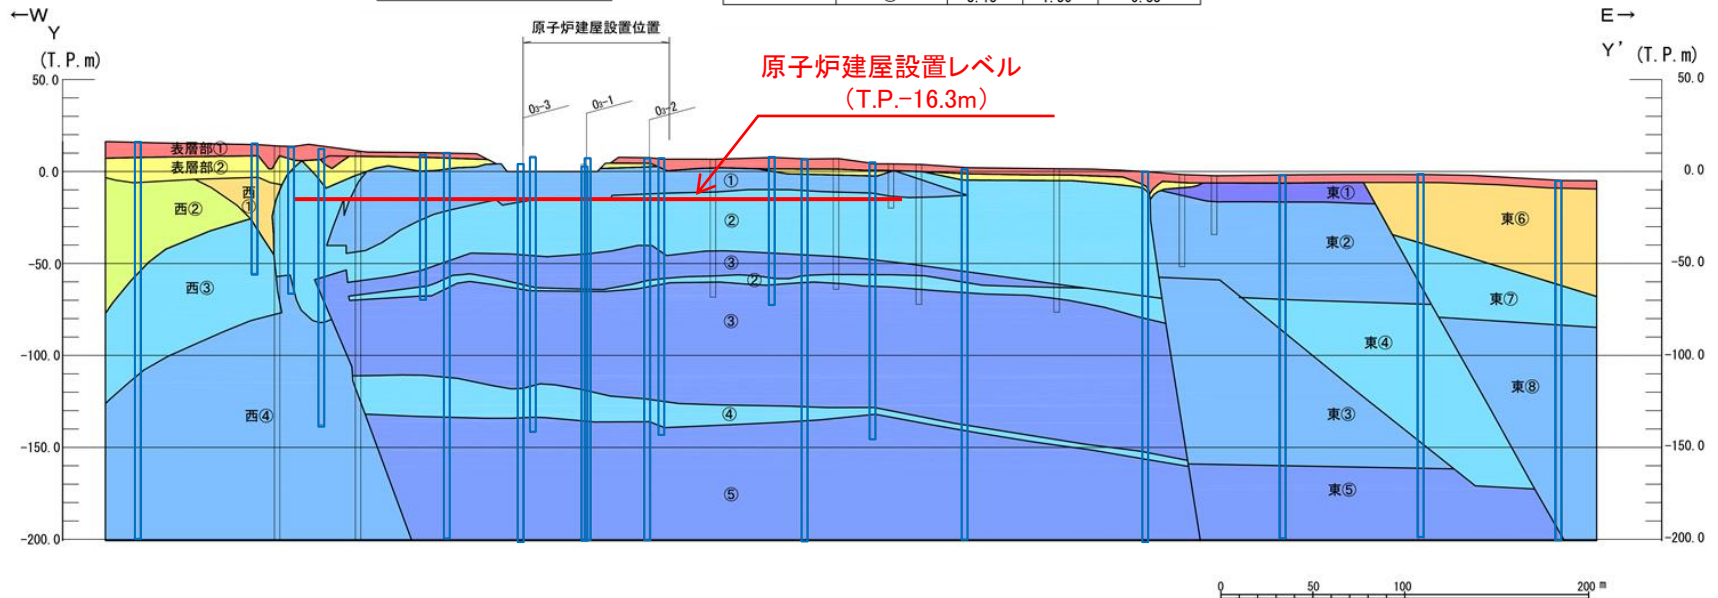 ←W
Y
(T.P.m)
E→
Y' (T.P.m)
原子炉建屋設置位置
原子炉建屋設置レベル
(T.P.-16.3m)
O3-3
O3-1
O3-2
50.0
0.0
-50.0
-100.0
-150.0
-200.0
50.0
0.0
-50.0
-100.0
-150.0
-200.0
表層部①
表層部②
西①
西②
西③
西④
①
②
③
②
③
④
⑤
東①
東②
東③
東④
東⑤
東⑥
東⑦
東⑧
0 50 100 200 m